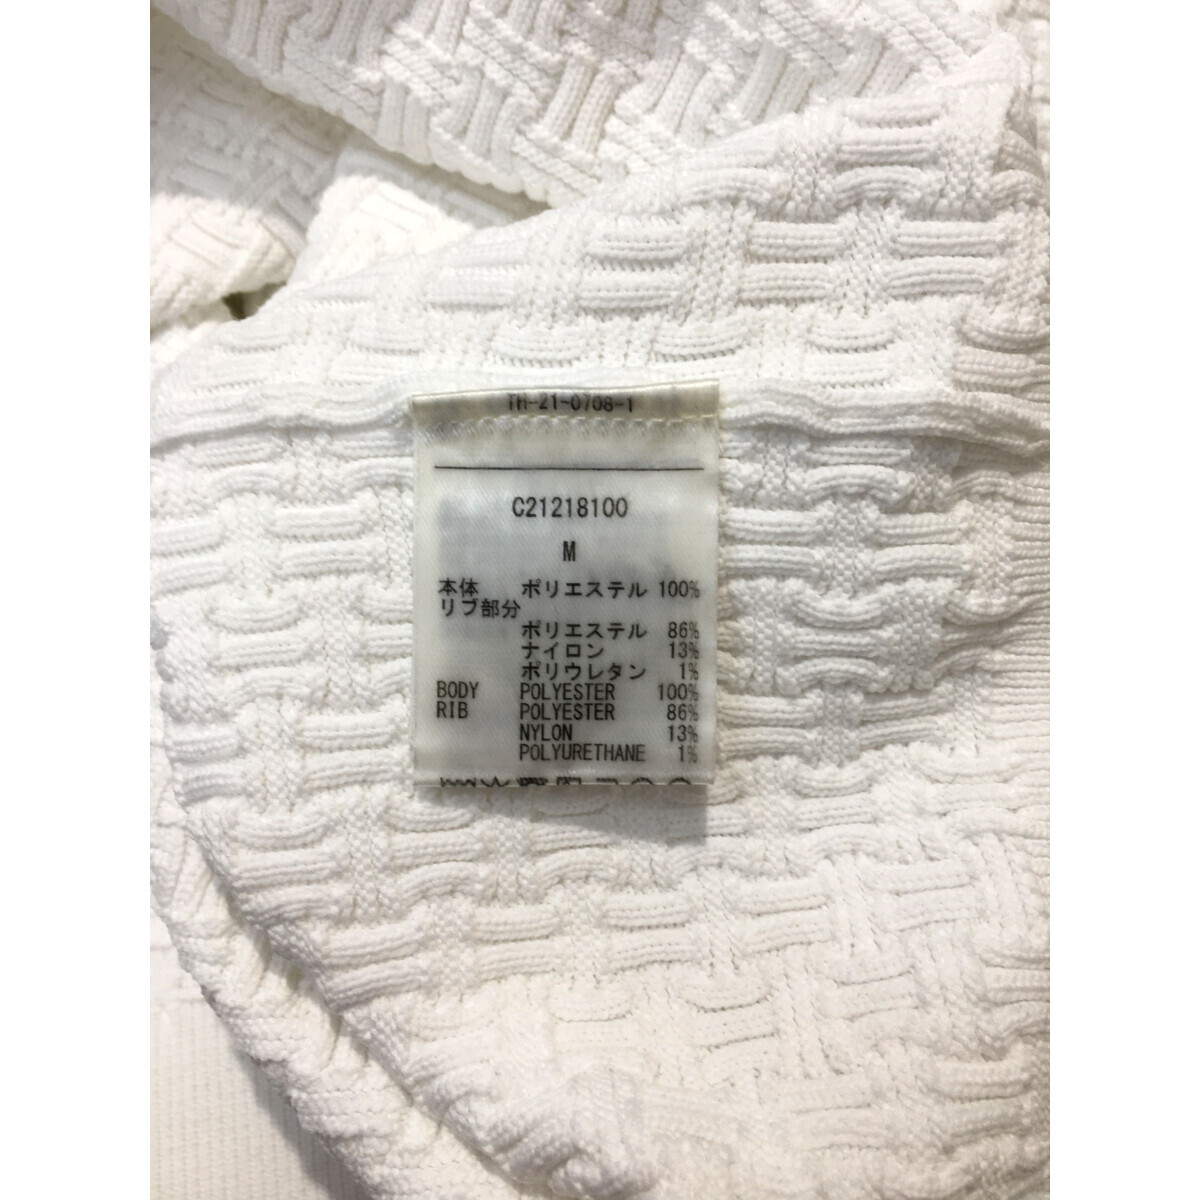 TH-21-0708-1
C21218100
M
本体 ポリエステル 100%
リブ部分
ポリエステル 86%
ナイロン 13%
ポリウレタン 1%
BODY POLYESTER 100%
RIB POLYESTER 86%
NYLON 13%
POLYURETHANE 1%